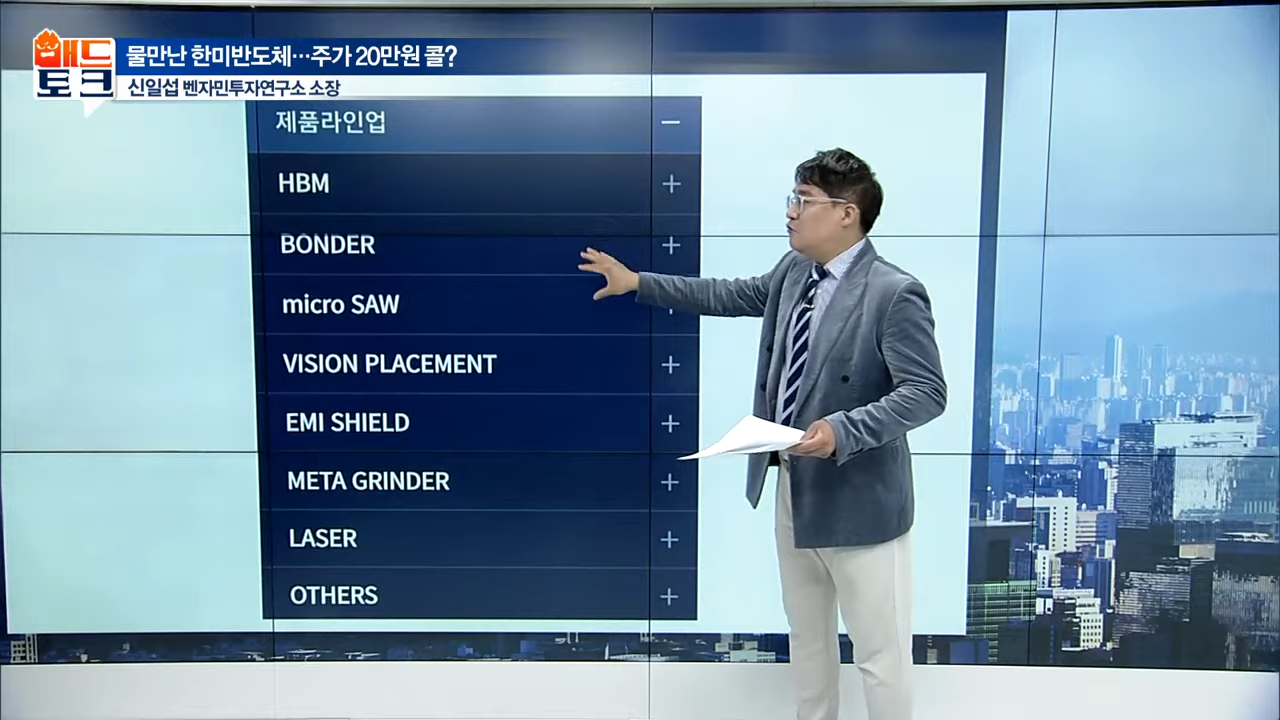 매드
토크
물만난 한미반도체…주가 20만원 콜?
신일섭 벤자민투자연구소 소장
제품라인업
HBM
BONDER
micro SAW
VISION PLACEMENT
EMI SHIELD
META GRINDER
LASER
OTHERS